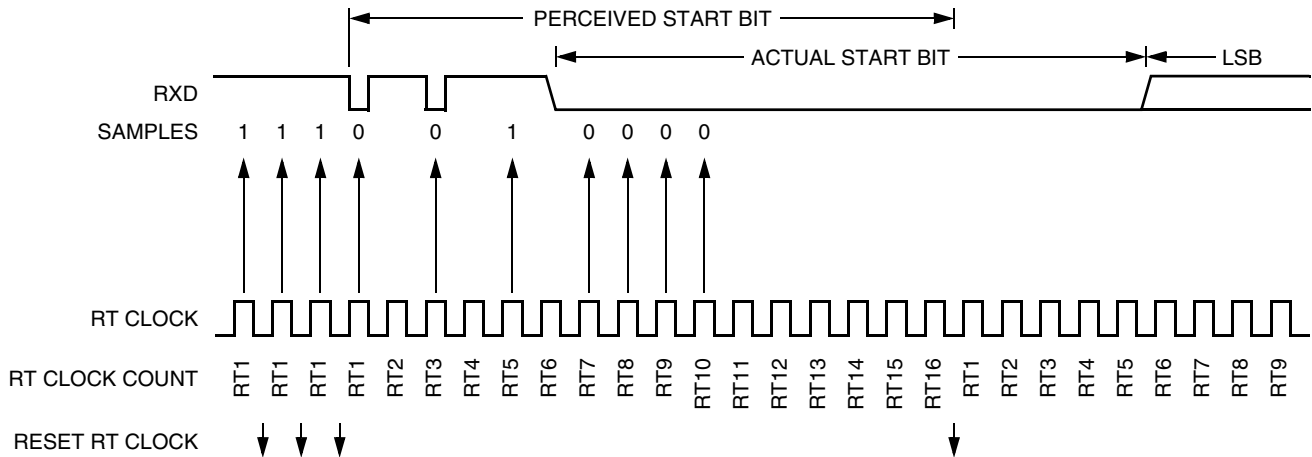 PERCEIVED START BIT
ACTUAL START BIT
LSB
RXD
SAMPLES 1 1 1 0 0 1 0 0 0 0
RT CLOCK
RT CLOCK COUNT RT1 RT1 RT1 RT1 RT2 RT3 RT4 RT5 RT6 RT7 RT8 RT9 RT10 RT11 RT12 RT13 RT14 RT15 RT16 RT1 RT2 RT3 RT4 RT5 RT6 RT7 RT8 RT9
RESET RT CLOCK